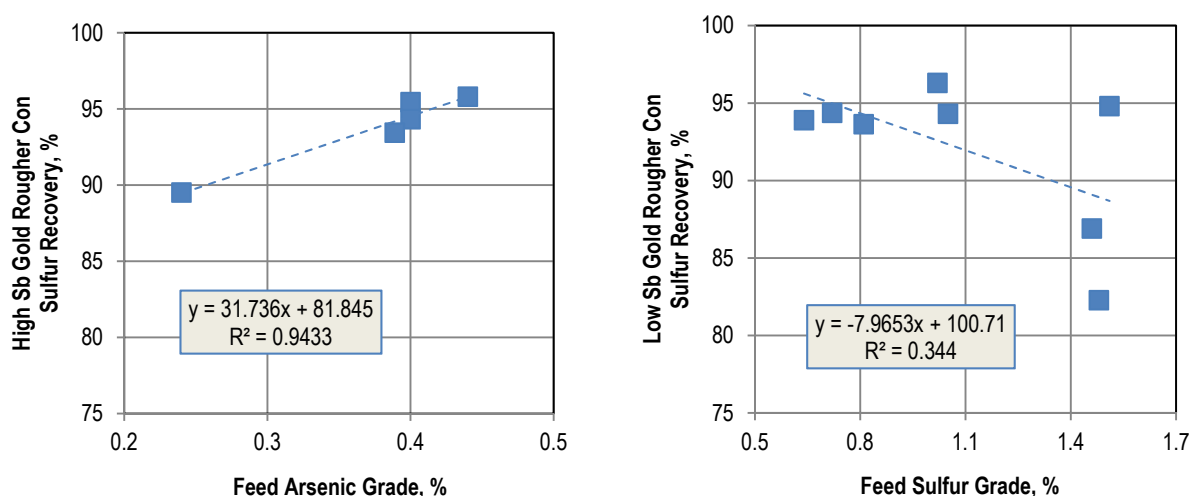 High Sb Gold Rougher Con
Sulfur Recovery, %
100
95
90
85
80
75
y = 31.736x + 81.845
R² = 0.9433
0.2 0.3 0.4 0.5
Feed Arsenic Grade, %
Low Sb Gold Rougher Con
Sulfur Recovery, %
100
95
90
85
80
75
y = -7.9653x + 100.71
R² = 0.344
0.5 0.8 1.1 1.4 1.7
Feed Sulfur Grade, %